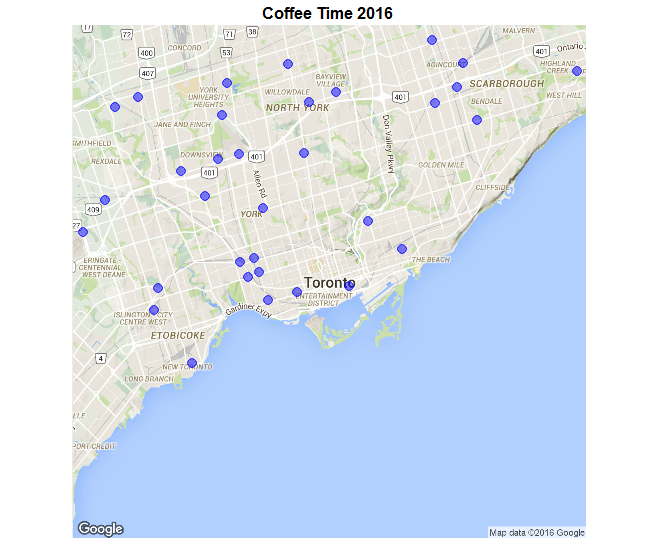 Coffee Time 2016
MALVERN
CONCORD
71
38
400
53
72
407
401
Ontario
AGINCOURT
HIGHLAND
CREEK
SCARBOROUGH
BAYVIEW
VILLAGE
YORK
UNIVERSITY
HEIGHTS
WILLOWDALE
NORTH YORK
401
WEST HILL
BENDALE
JANE AND FINCH
Don Valley Pkwy
SMITHFIELD
REXDALE
DOWNSVIEW
401
GOLDEN MILE
401
Allen Rd
CLIFFSIDE
409
YORK
27
ERINGATE-
CENTENNIAL
WEST DEANE
THE BEACH
Toronto
ENTERTAINMENT
DISTRICT
Gardiner Expy
ISLINGTON-CITY
CENTRE WEST
ETOBICOKE
4
NEW TORONTO
LONG BRANCH
PORT CREDIT
Google
Map data ©2016 Google